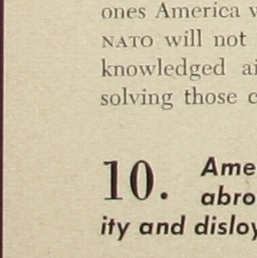 ones America
NATO will not
knowledged
solving those
10. Ame
abro
ity and disloy